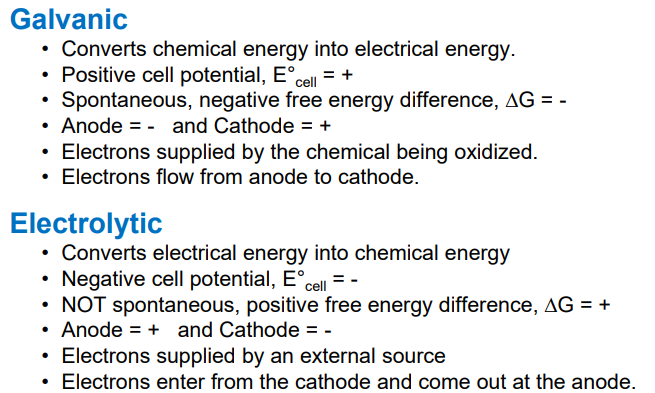 Galvanic
• Converts chemical energy into electrical energy.
• Positive cell potential, E°cell = +
• Spontaneous, negative free energy difference, ΔG = -
• Anode = -  and Cathode = +
• Electrons supplied by the chemical being oxidized.
• Electrons flow from anode to cathode.
Electrolytic
• Converts electrical energy into chemical energy
• Negative cell potential, E°cell = -
• NOT spontaneous, positive free energy difference, ΔG = +
• Anode = +  and Cathode = -
• Electrons supplied by an external source
• Electrons enter from the cathode and come out at the anode.